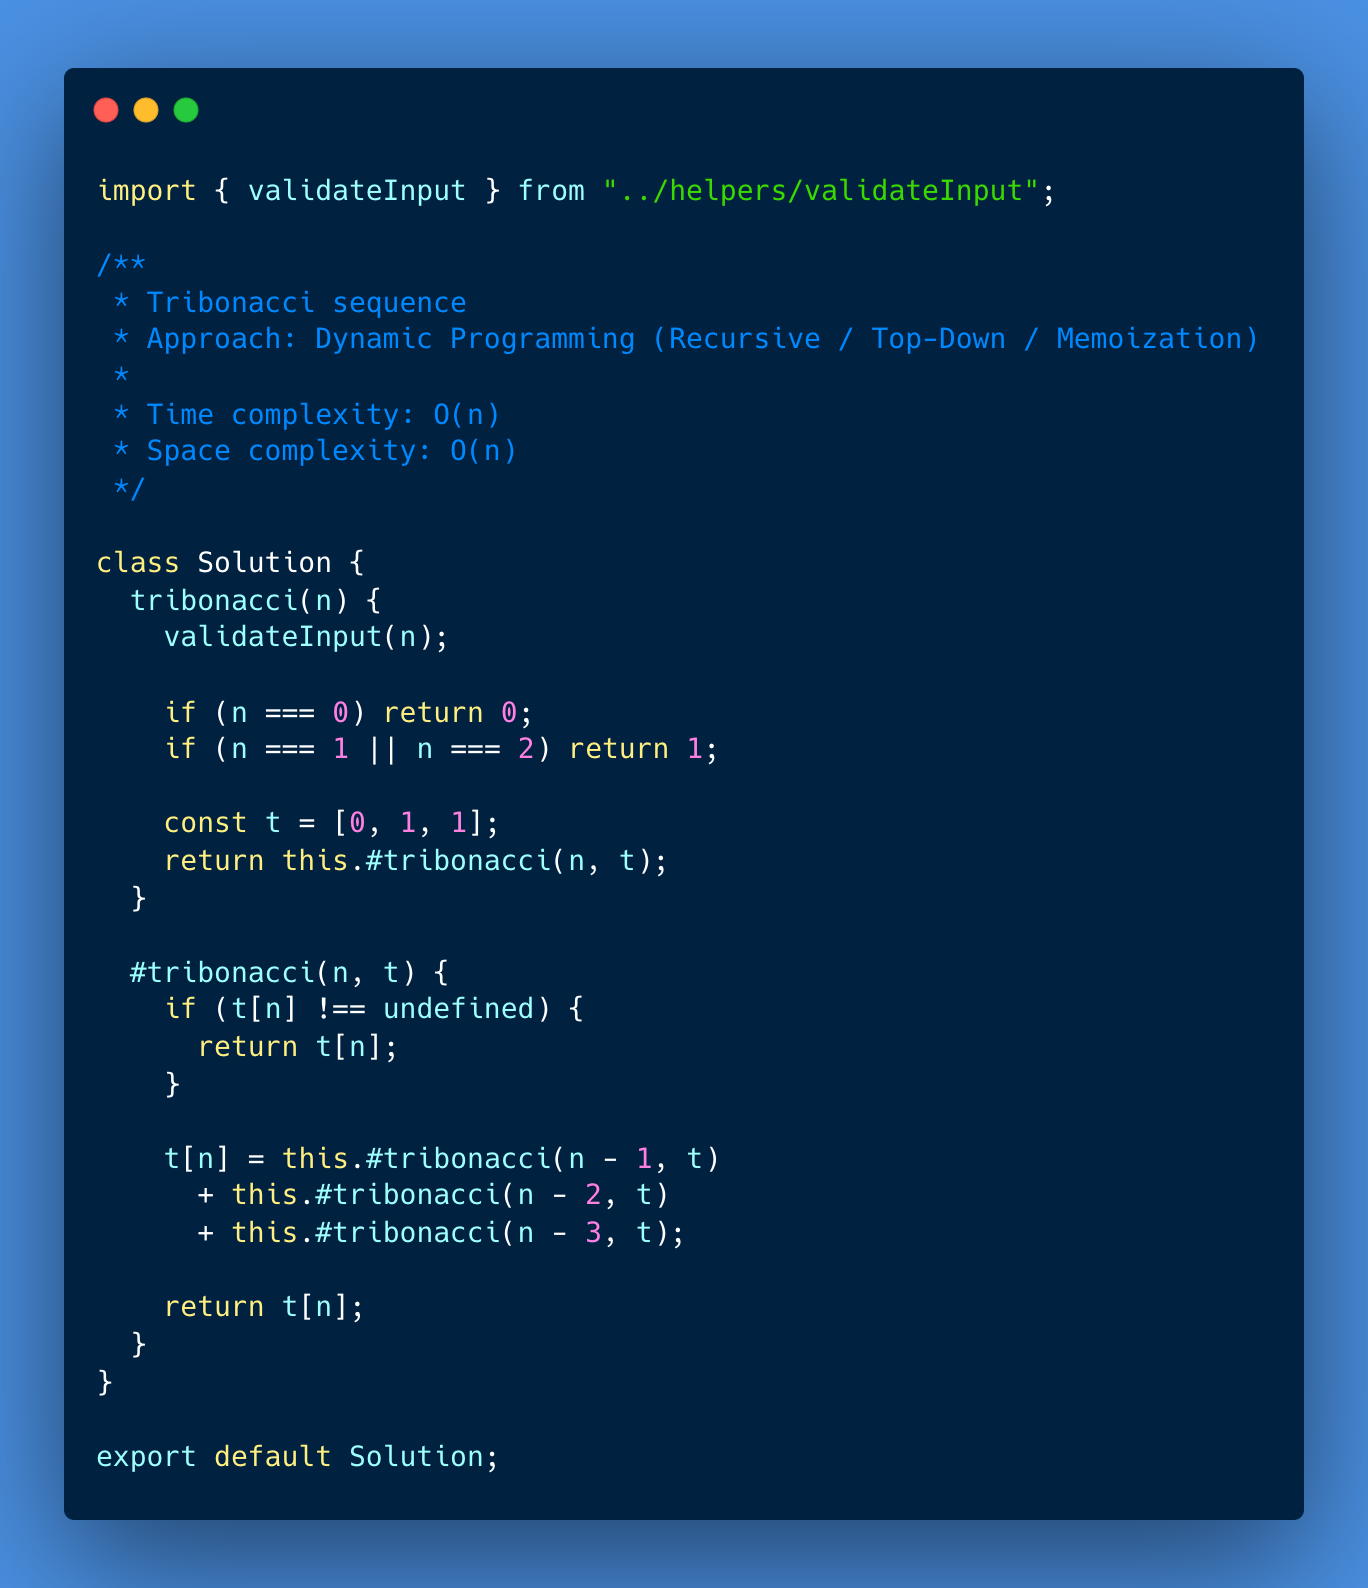 import { validateInput } from "../helpers/validateInput";

/**
 * Tribonacci sequence
 * Approach: Dynamic Programming (Recursive / Top-Down / Memoization)
 *
 * Time complexity: O(n)
 * Space complexity: O(n)
 */

class Solution {
  tribonacci(n) {
    validateInput(n);

    if (n === 0) return 0;
    if (n === 1 || n === 2) return 1;

    const t = [0, 1, 1];
    return this.#tribonacci(n, t);
  }

  #tribonacci(n, t) {
    if (t[n] !== undefined) {
      return t[n];
    }

    t[n] = this.#tribonacci(n - 1, t)
      + this.#tribonacci(n - 2, t)
      + this.#tribonacci(n - 3, t);

    return t[n];
  }
}

export default Solution;